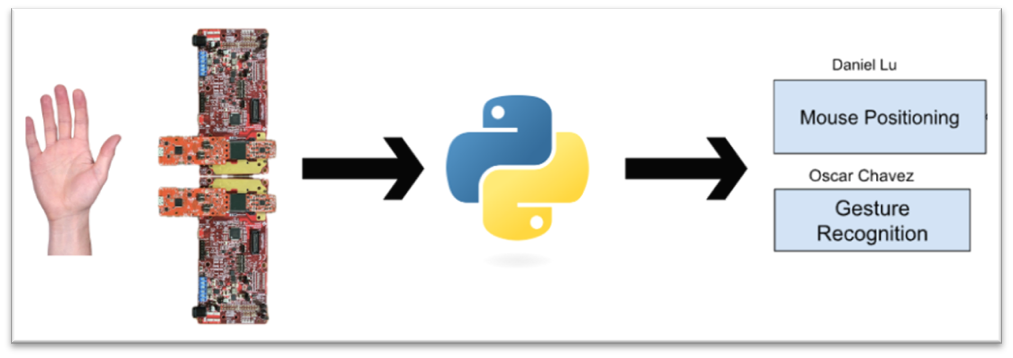 Daniel Lu
Mouse Positioning
Oscar Chavez
Gesture
Recognition